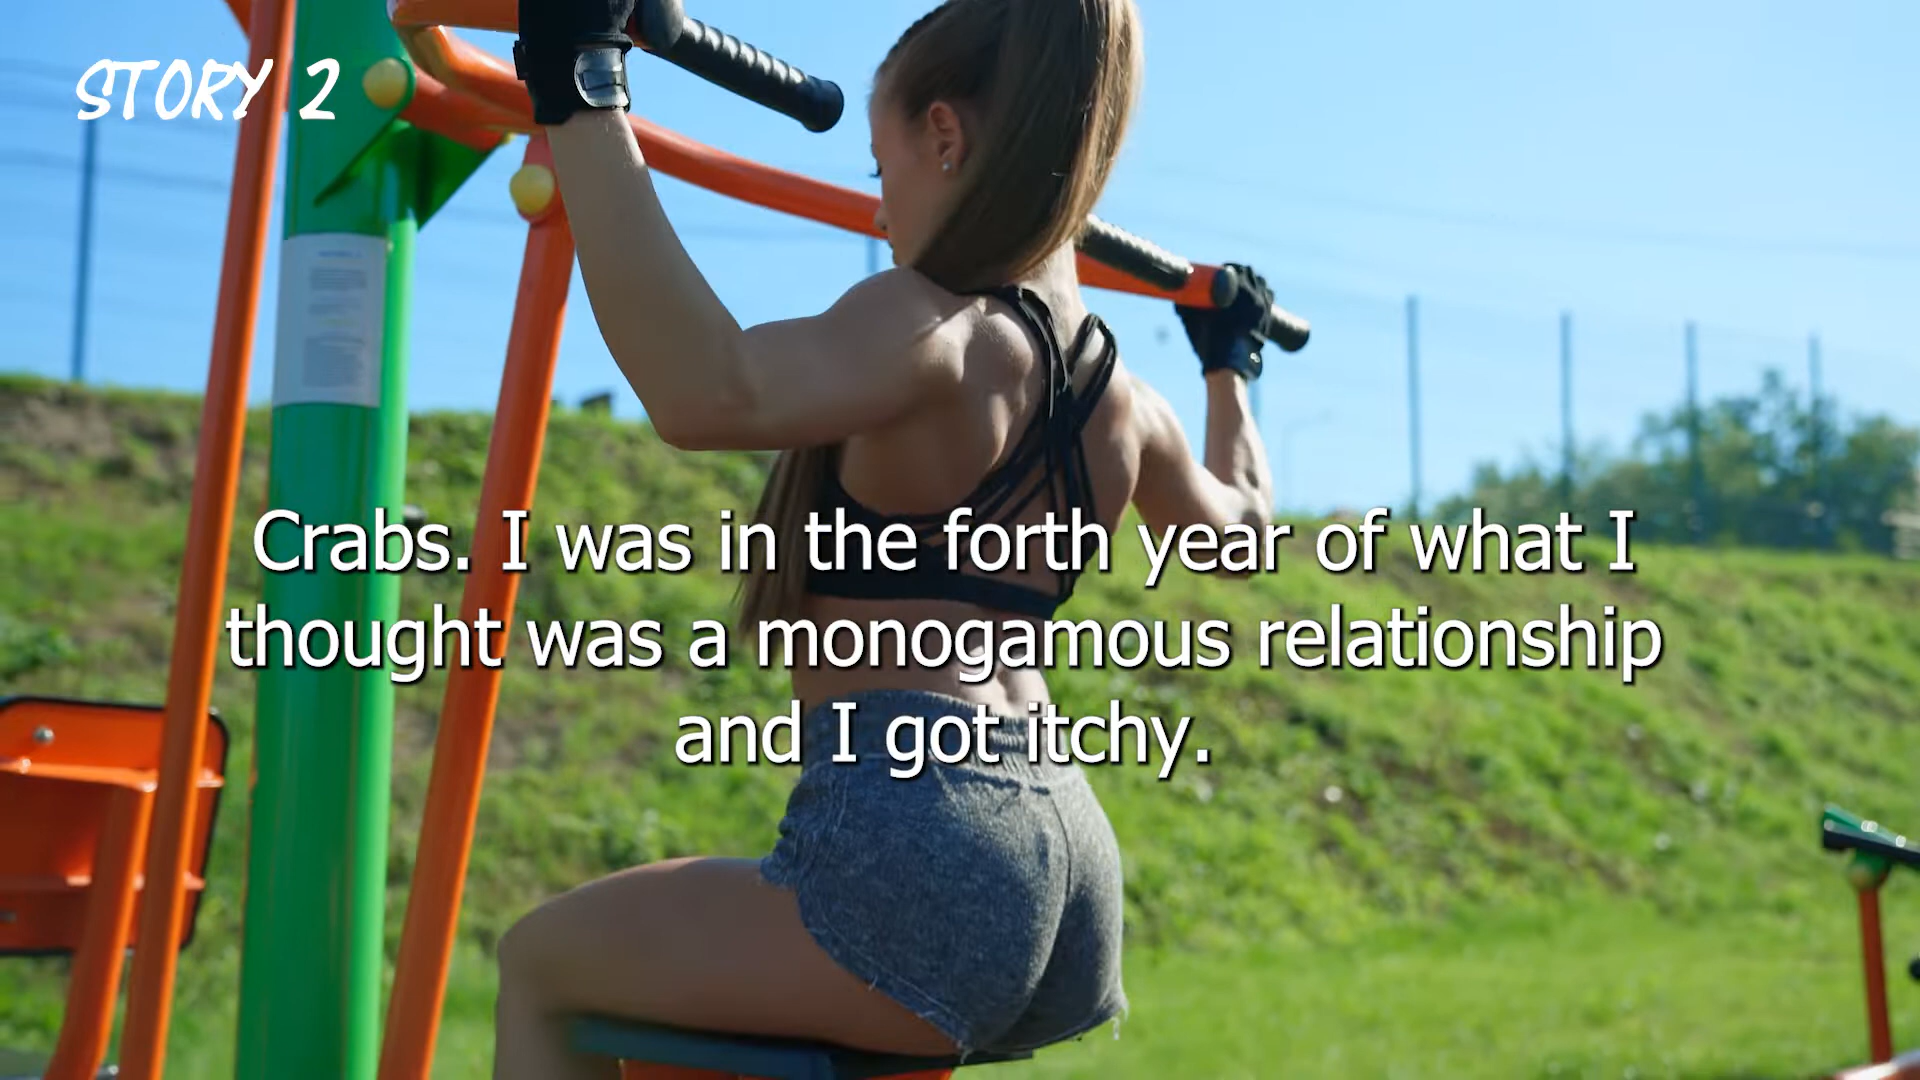 STORY 2
Crabs. I was in the forth year of what I
thought was a monogamous relationship
and I got itchy.